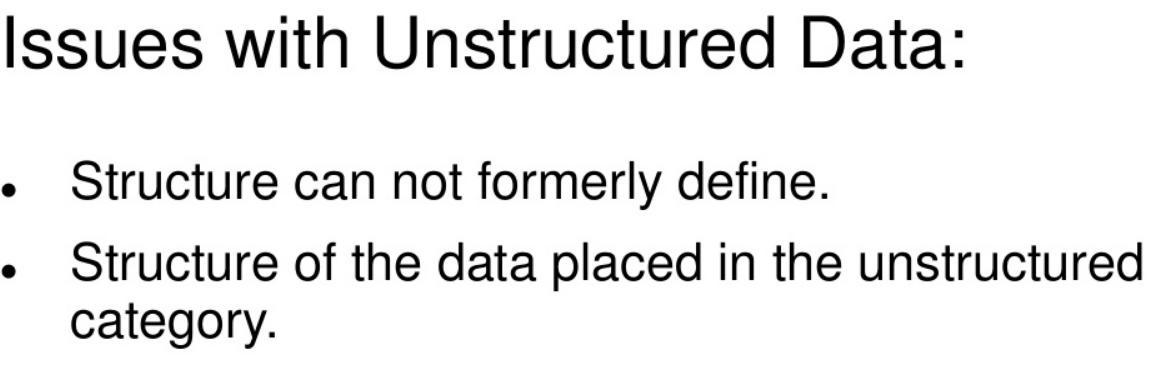 Issues with Unstructured Data:
• Structure can not formerly define.
• Structure of the data placed in the unstructured
category.